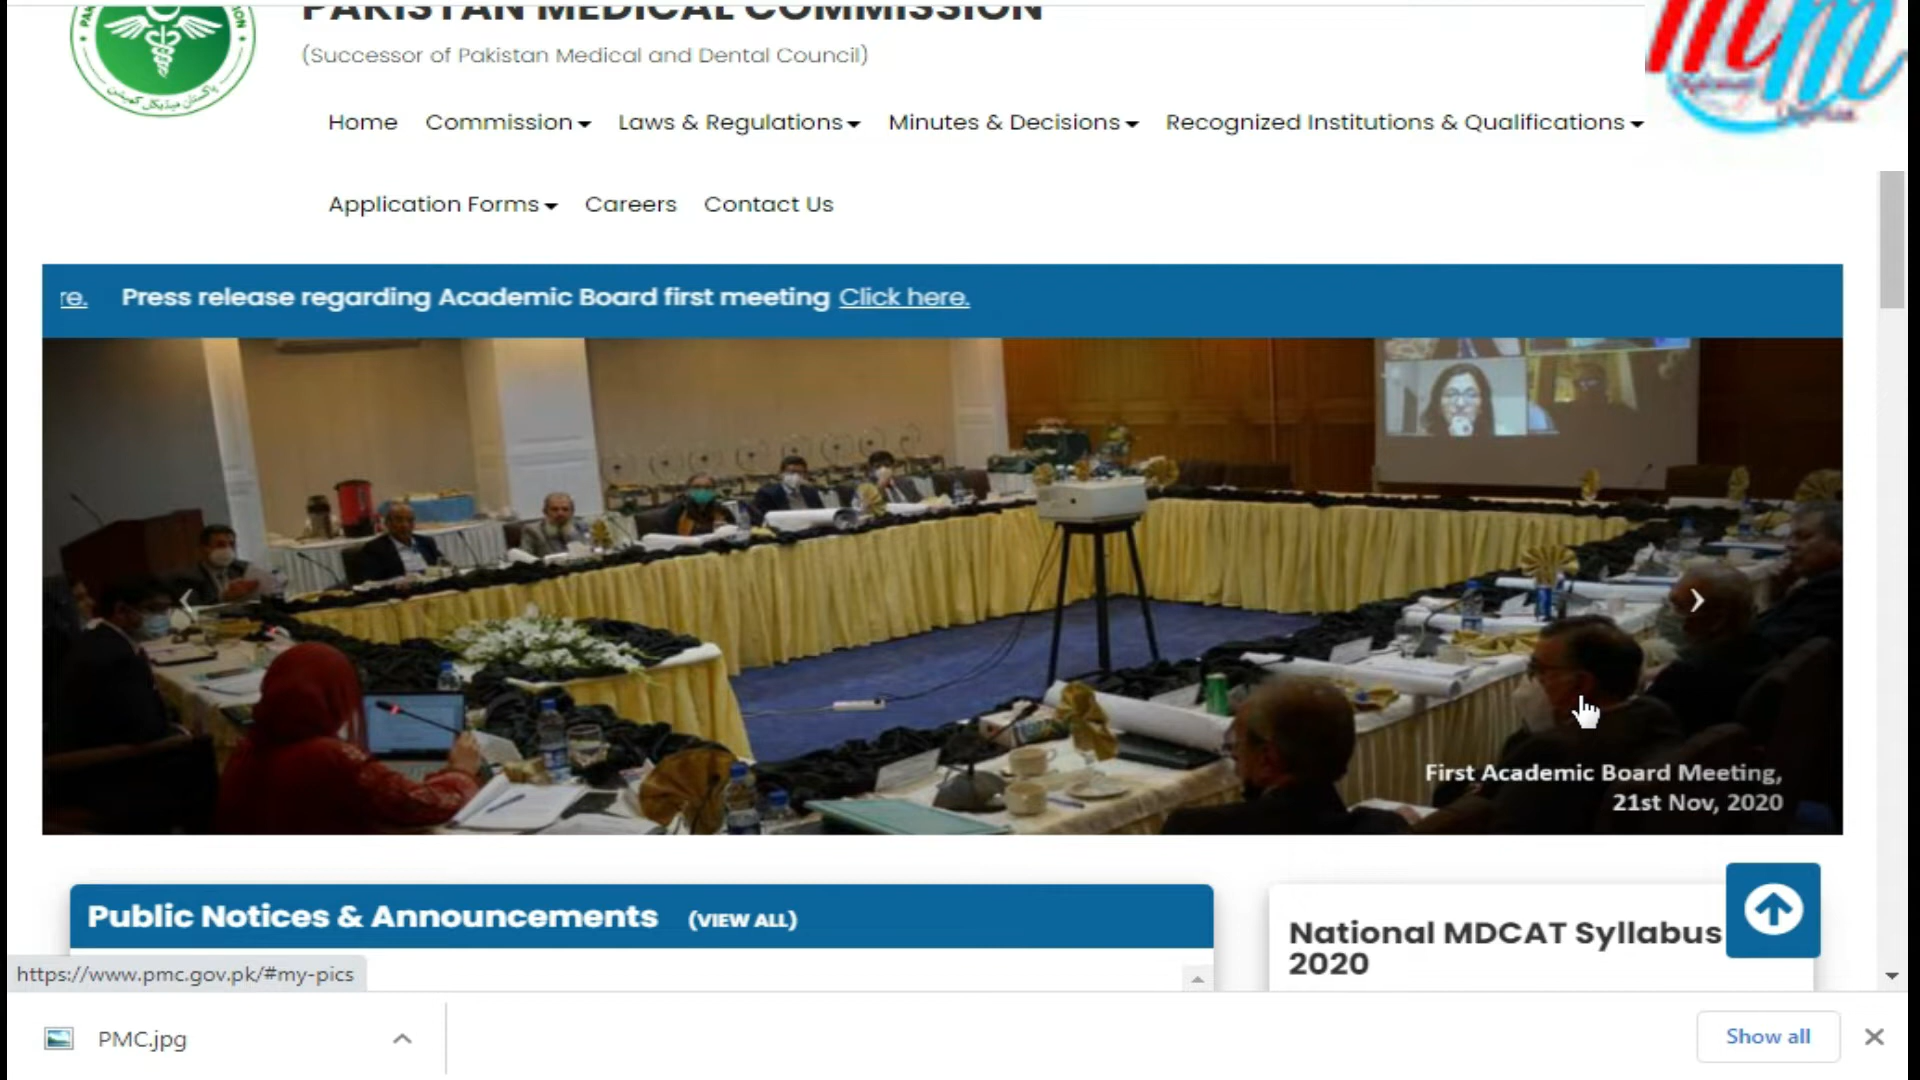 PAKISTAN MEDICAL COMMISSION
(Successor of Pakistan Medical and Dental Council)
پاکستان میڈیکل کمیشن
Home Commission Laws & Regulations Minutes & Decisions Recognized Institutions & Qualifications
Application Forms Careers Contact Us
re. Press release regarding Academic Board first meeting Click here.
First Academic Board Meeting,
21st Nov, 2020
Public Notices & Announcements (VIEW ALL)
National MDCAT Syllabus
2020
https://www.pmc.gov.pk/#my-pics
PMC.jpg
Show all